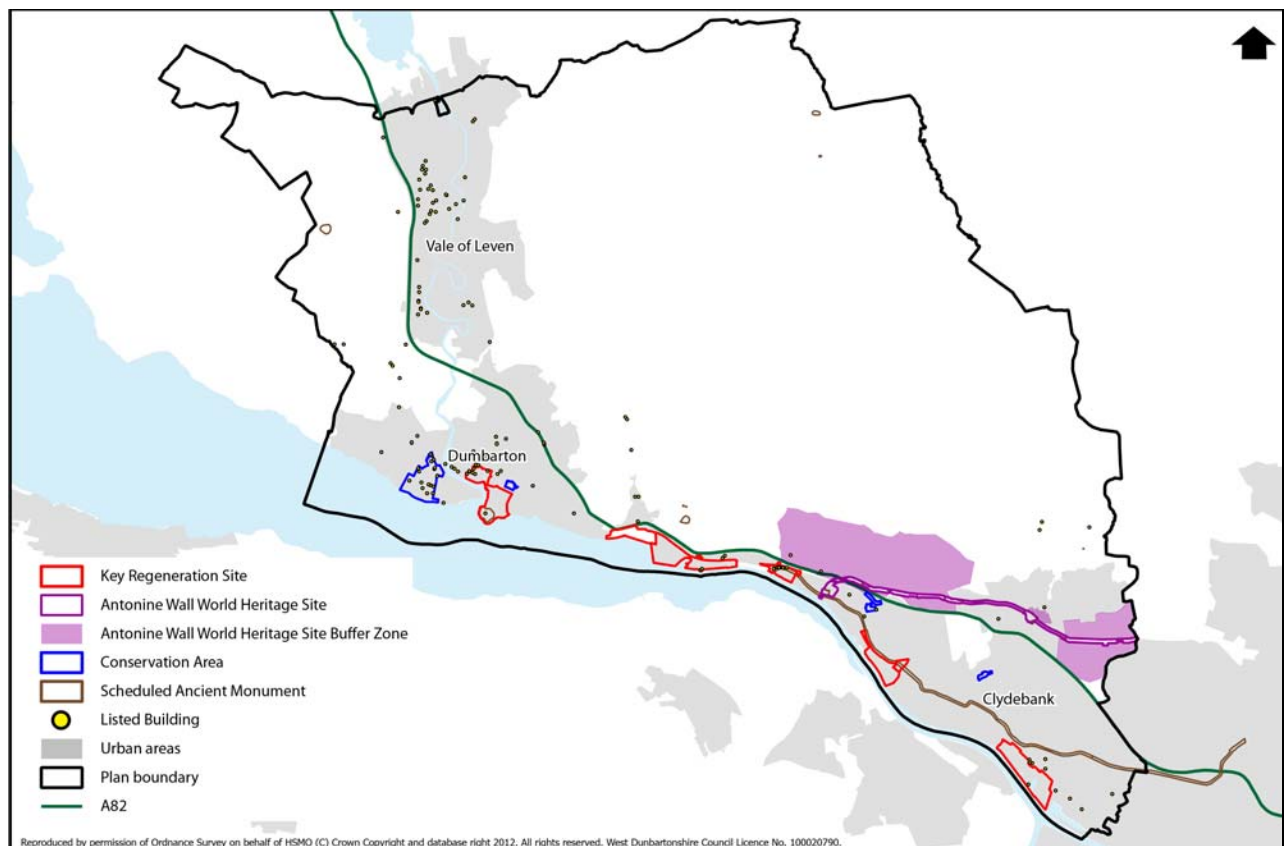 Vale of Leven
Dumbarton
Clydebank
Key Regeneration Site
Antonine Wall World Heritage Site
Antonine Wall World Heritage Site Buffer Zone
Conservation Area
Scheduled Ancient Monument
Listed Building
Urban areas
Plan boundary
A82
Reproduced by permission of Ordnance Survey on behalf of HSMO (C) Crown Copyright and database right 2012. All rights reserved. West Dunbartonshire Council Licence No. 100020790.